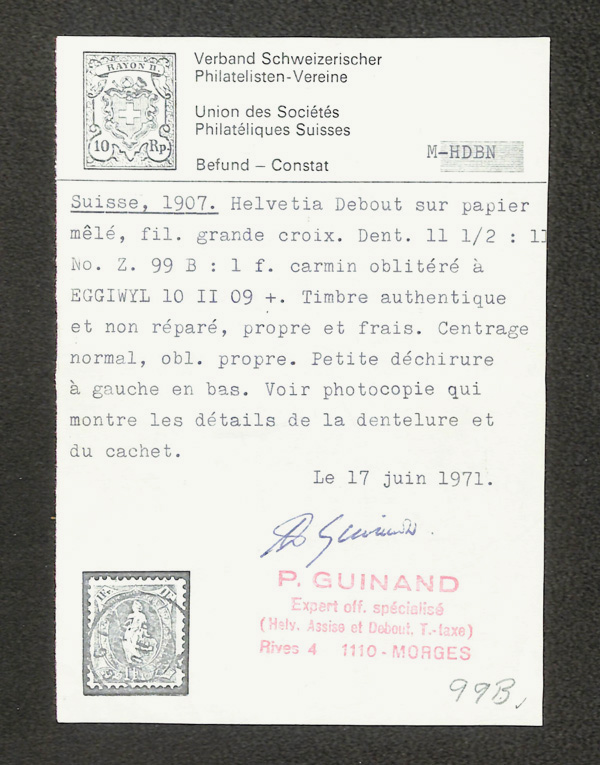 RAYON II.
10 Rp.
Verband Schweizerischer
Philatelisten-Vereine
Union des Sociétés
Philatéliques Suisses
Befund – Constat
M-HDBN
Suisse, 1907. Helvetia Debout sur papier
mêlé, fil. grande croix. Dent. 11 1/2 : 11
No. Z. 99 B : 1 f. carmin oblitéré à
EGGIWYL 10 II 09 +. Timbre authentique
et non réparé, propre et frais. Centrage
normal, obl. propre. Petite déchirure
à gauche en bas. Voir photocopie qui
montre les détails de la dentelure et
du cachet.
Le 17 juin 1971.
P. GUINAND
Expert off. spécialisé
(Helv. Assise et Debout. T.-taxe)
Rives 4 1110 - MORGES
99B.